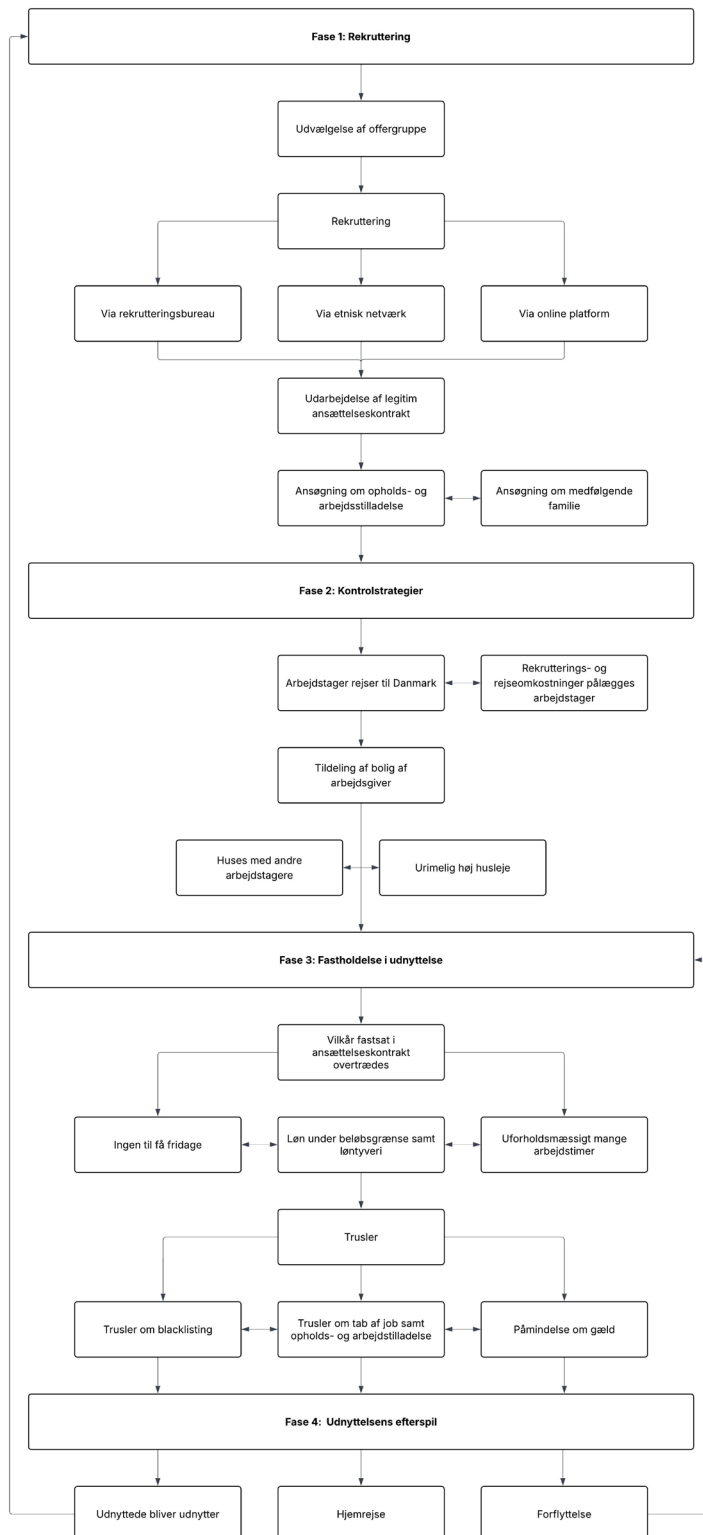 Fase 1: Rekruttering
Udvælgelse af offergruppe
Rekruttering
Via rekrutteringsbureau
Via etnisk netværk
Via online platform
Udarbejdelse af legitim
ansættelseskontrakt
Ansøgning om opholds- og
arbejdsstilladelse
Ansøgning om medfølgende
familie
Fase 2: Kontrolstrategier
Arbejdstager rejser til Danmark
Rekrutterings- og
rejseomkostninger pålægges
arbejdstager
Tildeling af bolig af
arbejdsgiver
Huses med andre
arbejdstagere
Urimelig høj husleje
Fase 3: Fastholdelse i udnyttelse
Vilkår fastsat i
ansættelseskontrakt
overtrædes
Ingen til få fridage
Løn under beløbsgrænse samt
løntyveri
Uforholdsmæssigt mange
arbejdstimer
Trusler
Trusler om blacklisting
Trusler om tab af job samt
opholds- og arbejdstilladelse
Påmindelse om gæld
Fase 4: Udnyttelsens efterspil
Udnyttede bliver udnytter
Hjemrejse
Forflyttelse